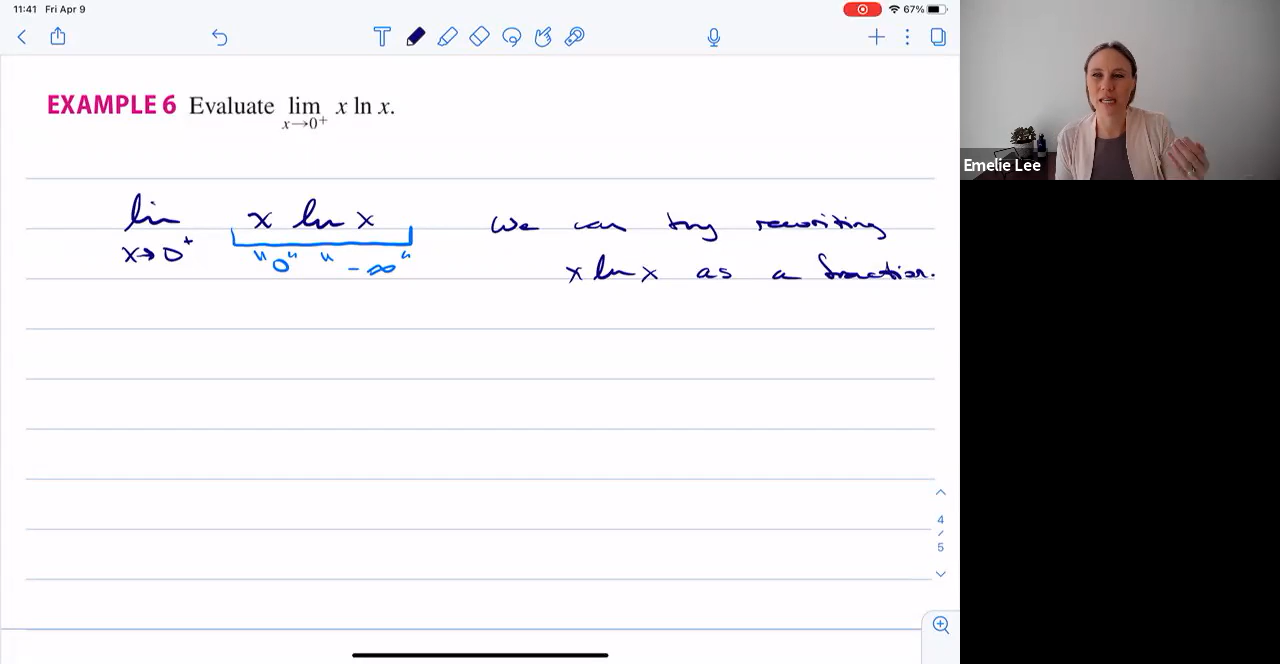 11:41 Fri Apr 9
67%
EXAMPLE 6 Evaluate lim x→0⁺ x ln x.
lim x→0⁺ x ln x
"0" "-∞"
We can try rewriting
x ln x as a fraction.
Emelie Lee
4
/
5